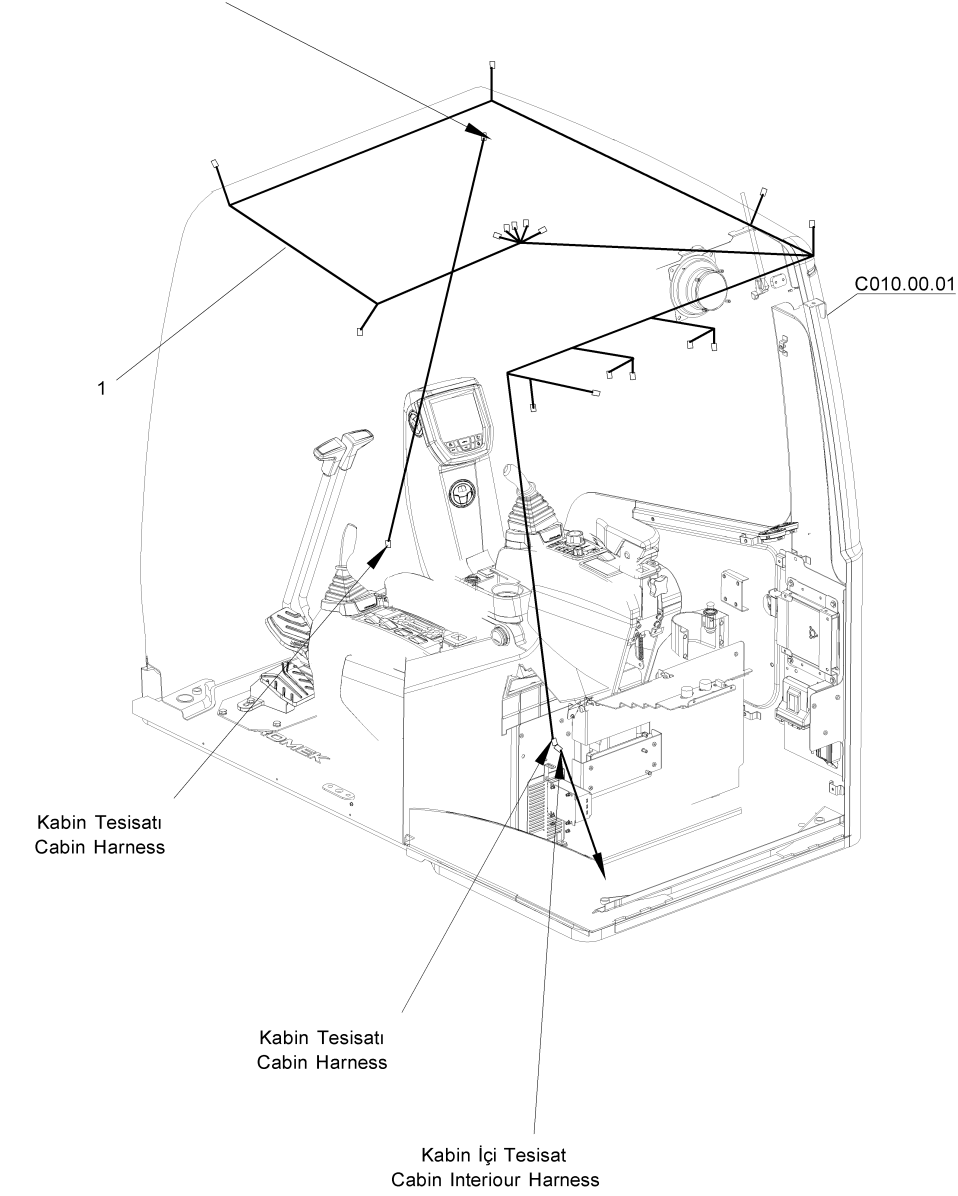 C010.00.01
1
Kabin Tesisatı
Cabin Harness
Kabin Tesisatı
Cabin Harness
Kabin İçi Tesisat
Cabin Interiour Harness